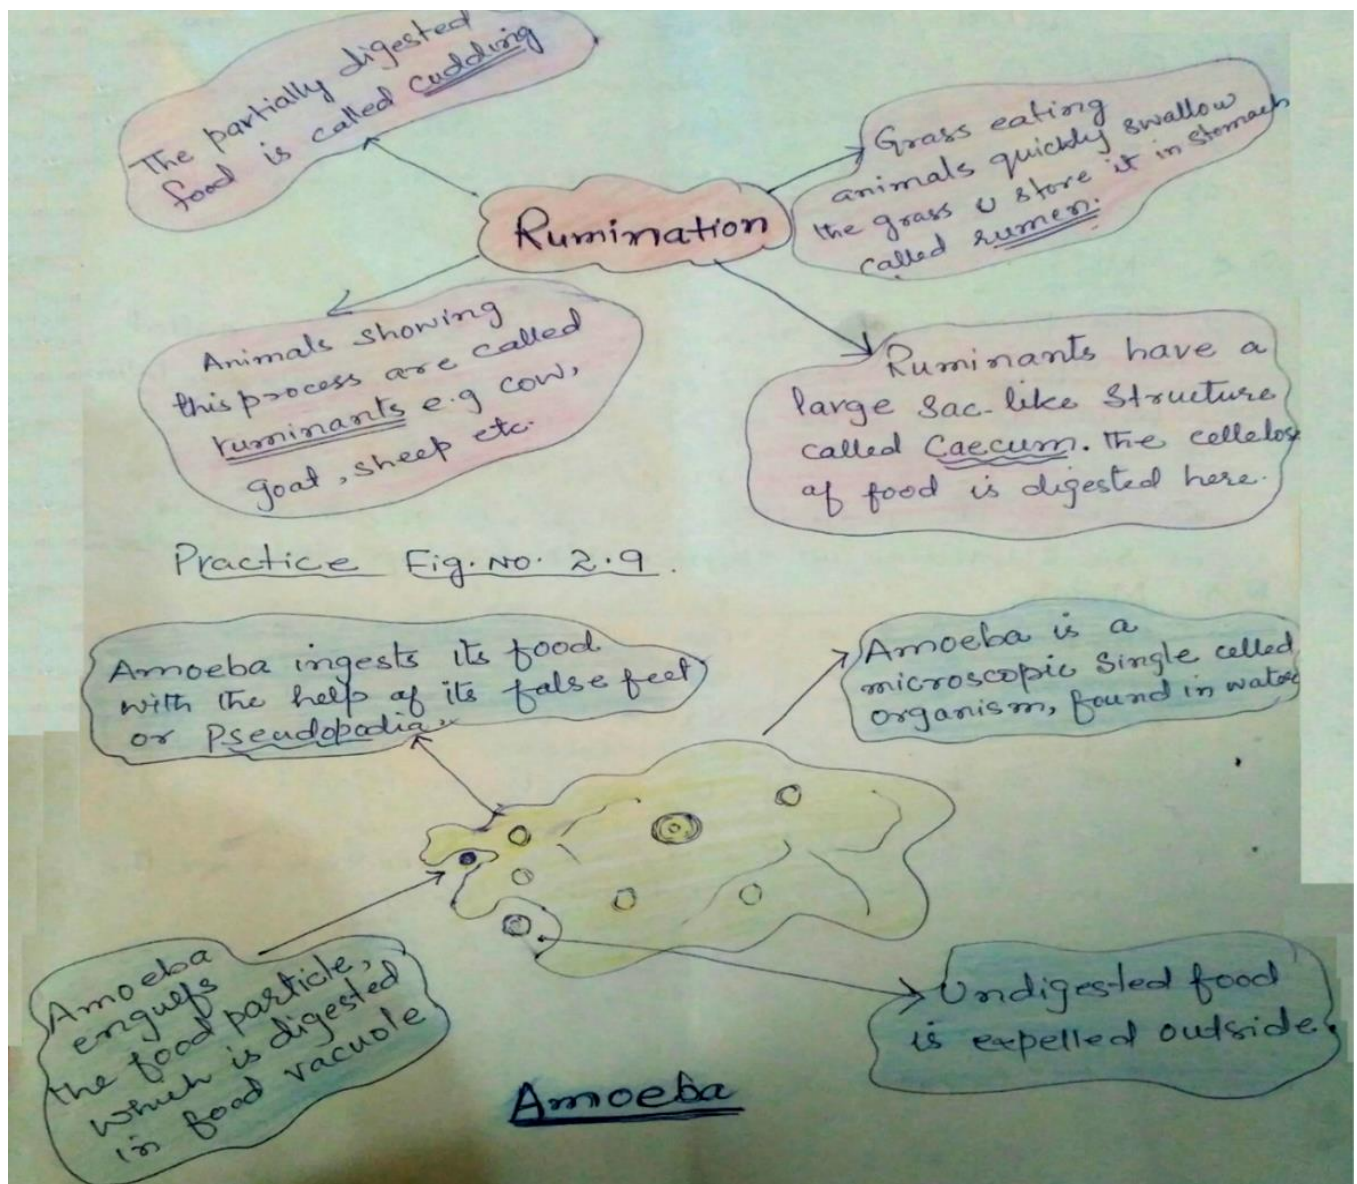 The partially digested
food is called cudding
Grass eating
animals quickly swallow
the grass & store it in stomach
called rumen.
Rumination
Animals showing
this process are called
ruminants e.g cow,
goat, sheep etc.
Ruminants have a
large Sac-like Structure
called Caecum. The cellelos
of food is digested here.
Practice Fig. No. 2.9.
Amoeba ingests its food
with the help of its false feet
or Pseudopodia
Amoeba is a
microscopic Single celled
organism, found in water
Amoeba
engulfs
the food particle,
which is digested
in food vacuole
Undigested food
is expelled outside.
Amoeba